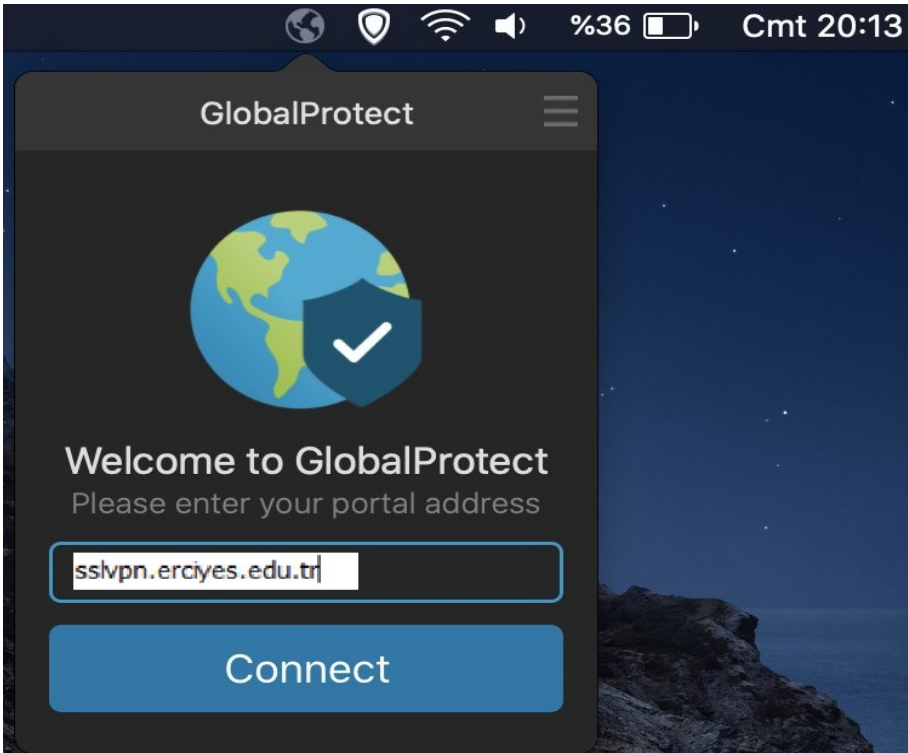 %36 Cmt 20:13
GlobalProtect
Welcome to GlobalProtect
Please enter your portal address
sslvpn.erciyes.edu.tr
Connect